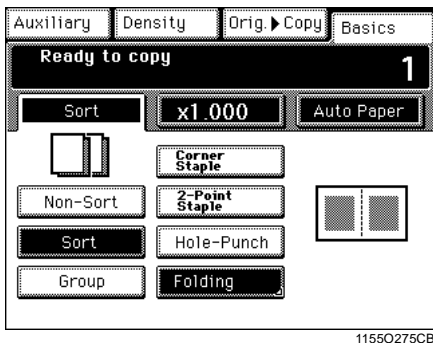 Auxiliary Density Orig.▶Copy Basics
Ready to copy
1
Sort x1.000 Auto Paper
Corner
Staple
Non-Sort 2-Point
Staple
Sort Hole-Punch
Group Folding
1155O275CB